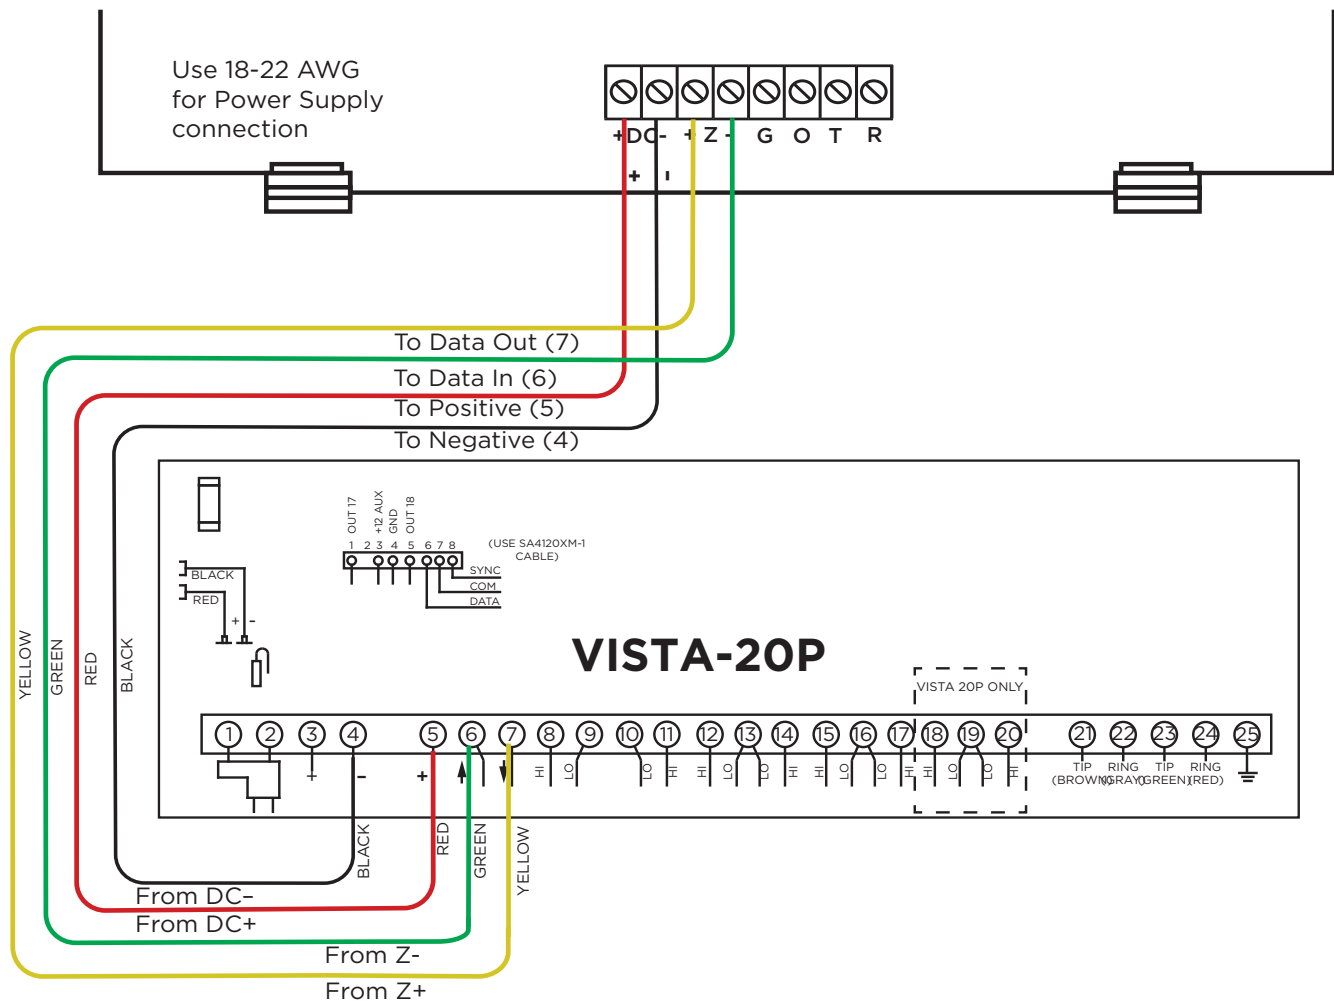 Use 18-22 AWG
for Power Supply
connection
+DC- + Z - G O T R
+ -
To Data Out (7)
To Data In (6)
To Positive (5)
To Negative (4)
OUT 17
+12 AUX
GND
OUT 18
1 2 3 4 5 6 7 8
(USE SA4120XM-1
CABLE)
SYNC
COM
DATA
BLACK
RED
+ -
VISTA-20P
VISTA 20P ONLY
YELLOW
GREEN
RED
BLACK
1 2 3 4 5 6 7 8 9 10 11 12 13 14 15 16 17 18 19 20 21 22 23 24 25
+ - +
HI LO LO HI HI LO LO HI HI LO LO HI HI LO LO HI
TIP
(BROWN)
RING
(GRAY)
TIP
(GREEN)
RING
(RED)
BLACK
RED
GREEN
YELLOW
From DC–
From DC+
From Z-
From Z+